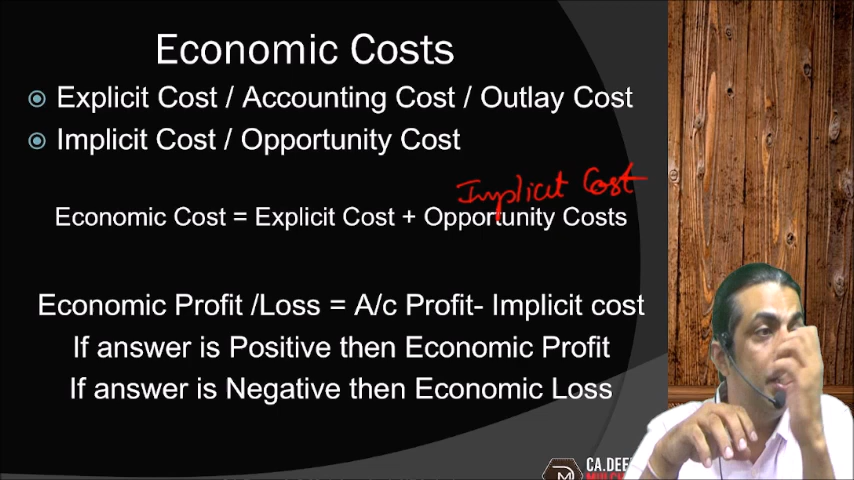 Economic Costs
Explicit Cost / Accounting Cost / Outlay Cost
Implicit Cost / Opportunity Cost
Implicit Cost
Economic Cost = Explicit Cost + Opportunity Costs
Economic Profit /Loss = A/c Profit- Implicit cost
If answer is Positive then Economic Profit
If answer is Negative then Economic Loss